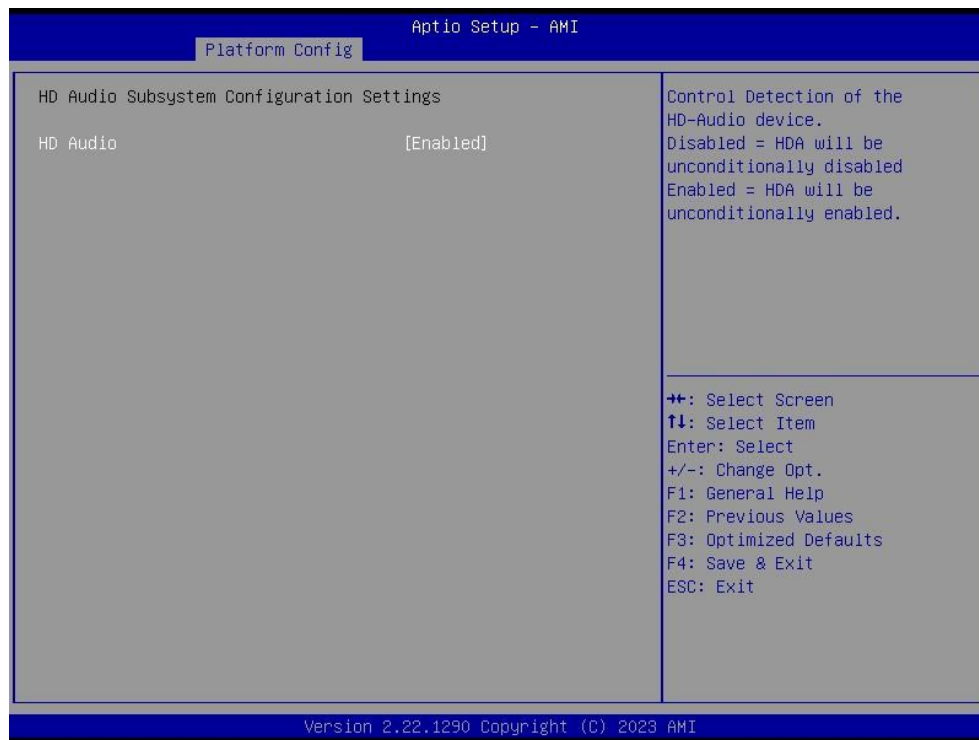 Aptio Setup – AMI
Platform Config
HD Audio Subsystem Configuration Settings
HD Audio [Enabled]
Control Detection of the
HD-Audio device.
Disabled = HDA will be
unconditionally disabled
Enabled = HDA will be
unconditionally enabled.
→←: Select Screen
↑↓: Select Item
Enter: Select
+/-: Change Opt.
F1: General Help
F2: Previous Values
F3: Optimized Defaults
F4: Save & Exit
ESC: Exit
Version 2.22.1290 Copyright (C) 2023 AMI